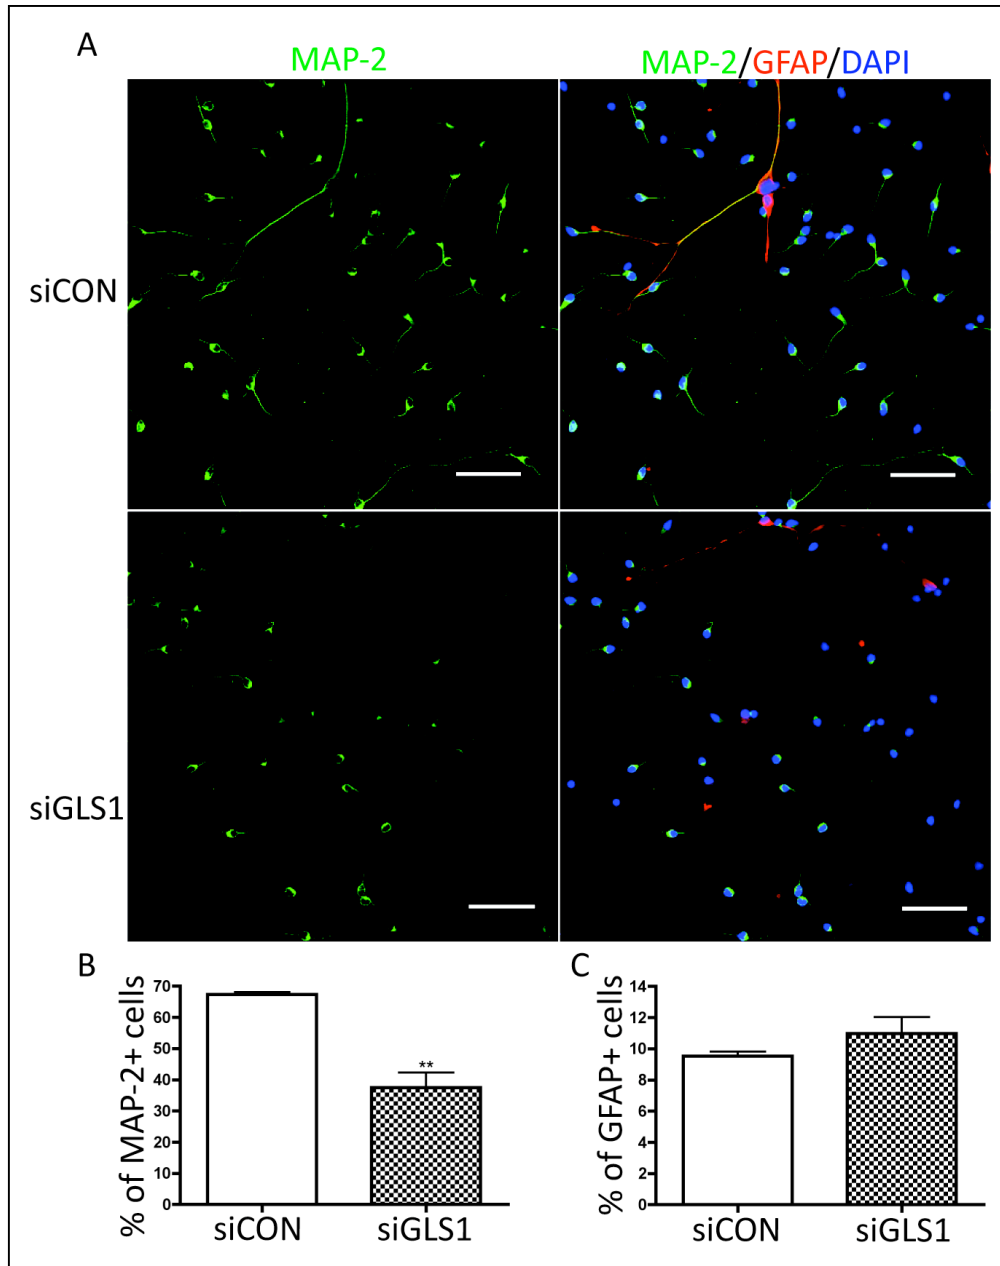 A
MAP-2
MAP-2/GFAP/DAPI
siCON
siGLS1
B
% of MAP-2+ cells
70
60
50
40
30
20
10
0
**
siCON
siGLS1
C
% of GFAP+ cells
14
12
10
8
6
4
2
0
siCON
siGLS1